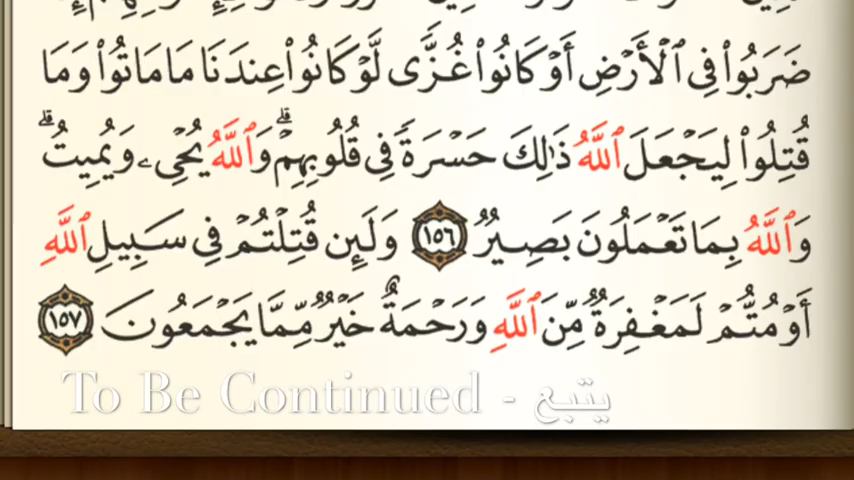 ضَرَبُوا۟ فِى ٱلْأَرْضِ أَوْ كَانُوا۟ غُزًّى لَّوْ كَانُوا۟ عِندَنَا مَا مَاتُوا۟ وَمَا
قُتِلُوا۟ لِيَجْعَلَ ٱللَّهُ ذَٰلِكَ حَسْرَةً فِى قُلُوبِهِمْ ۗ وَٱللَّهُ يُحْىِۦ وَيُمِيتُ ۗ
وَٱللَّهُ بِمَا تَعْمَلُونَ بَصِيرٌ ١٥٦ وَلَئِن قُتِلْتُمْ فِى سَبِيلِ ٱللَّهِ
أَوْ مُتُّمْ لَمَغْفِرَةٌ مِّنَ ٱللَّهِ وَرَحْمَةٌ خَيْرٌ مِّمَّا يَجْمَعُونَ ١٥٧
To Be Continued - يتبع